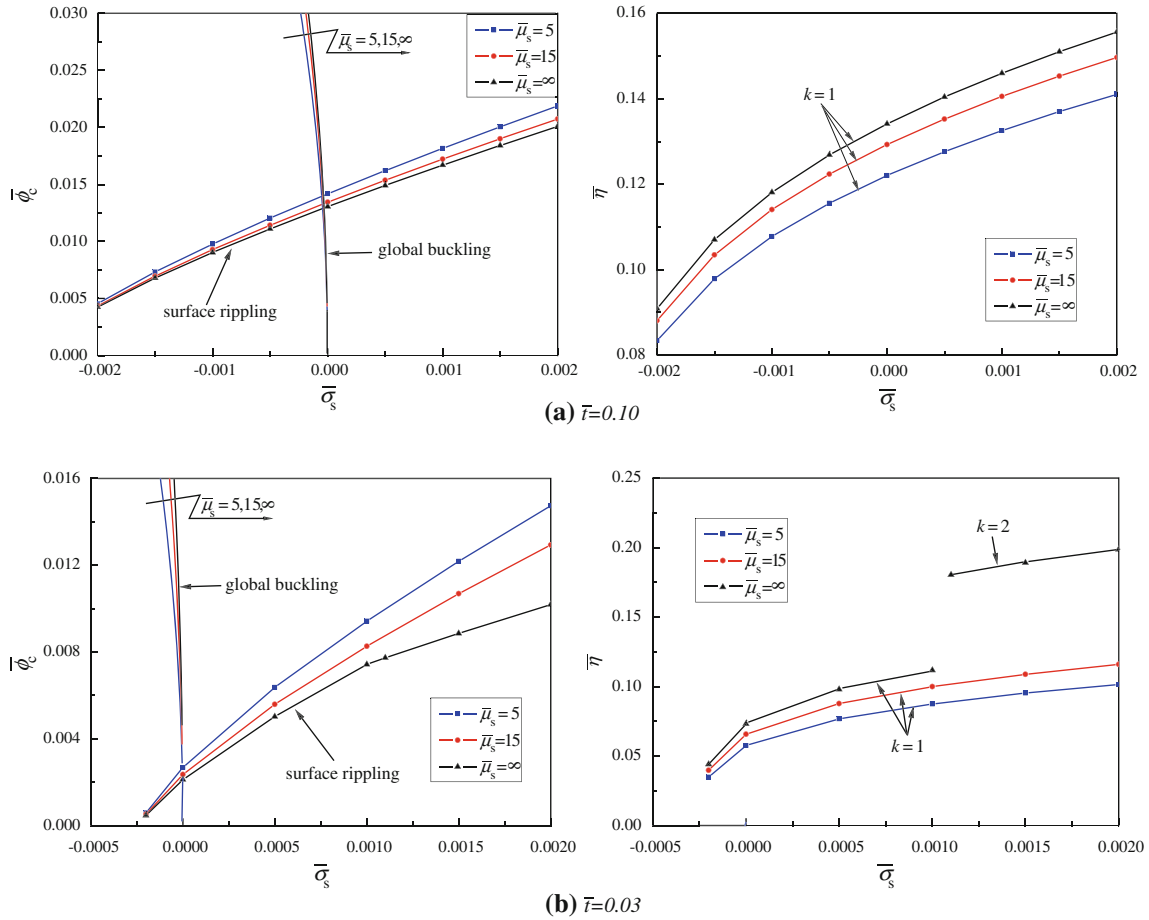 0.030
0.025
0.020
0.015
0.010
0.005
0.000
-0.002
-0.001
0.000
0.001
0.002
φ̄c
σ̄s
μ̄s = 5,15,∞
μ̄s = 5
μ̄s = 15
μ̄s = ∞
global buckling
surface rippling
0.16
0.14
0.12
0.10
0.08
-0.002
-0.001
0.000
0.001
0.002
η̄
σ̄s
k = 1
μ̄s = 5
μ̄s = 15
μ̄s = ∞
(a) t̄=0.10
0.016
0.012
0.008
0.004
0.000
-0.0005
0.0000
0.0005
0.0010
0.0015
0.0020
φ̄c
σ̄s
μ̄s = 5,15,∞
global buckling
surface rippling
μ̄s = 5
μ̄s = 15
μ̄s = ∞
0.25
0.20
0.15
0.10
0.05
0.00
-0.0005
0.0000
0.0005
0.0010
0.0015
0.0020
η̄
σ̄s
μ̄s = 5
μ̄s = 15
μ̄s = ∞
k = 2
k = 1
(b) t̄=0.03